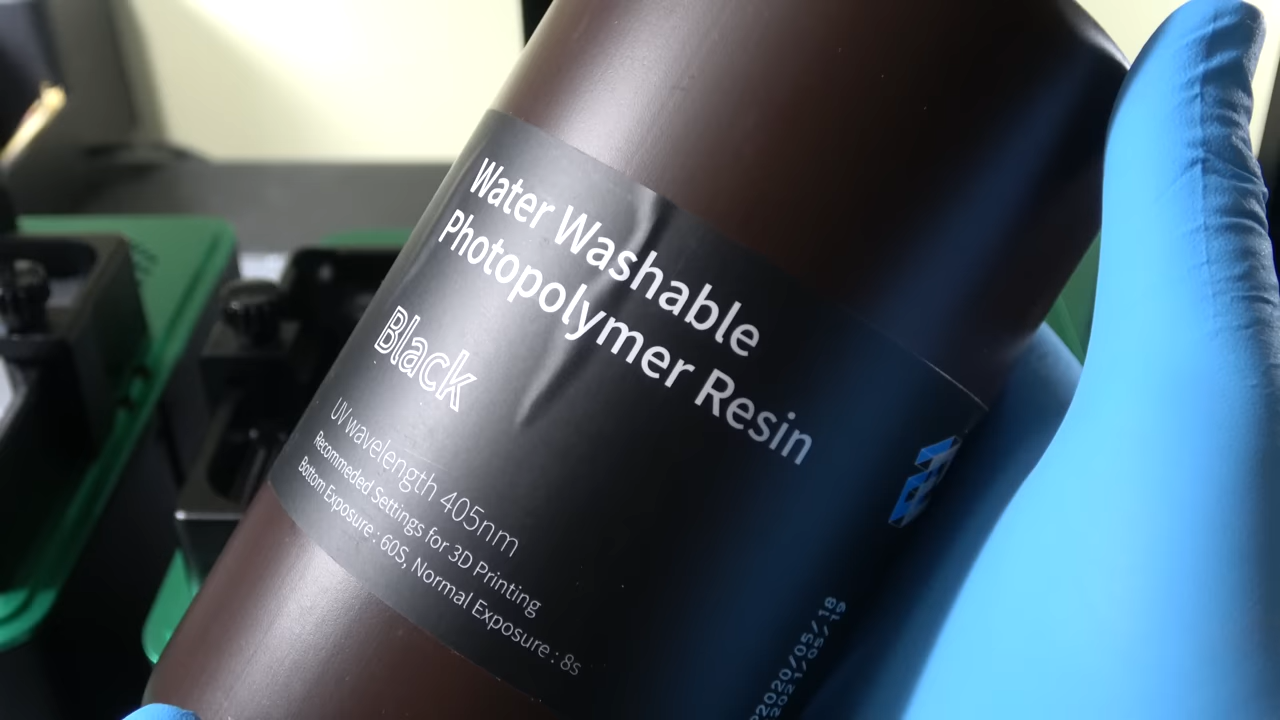 Water Washable
Photopolymer Resin
Black
UV wavelength 405nm
Recommeded Settings for 3D Printing
Bottom Exposure : 60S, Normal Exposure : 8s
2020/05/18
2021/05/19